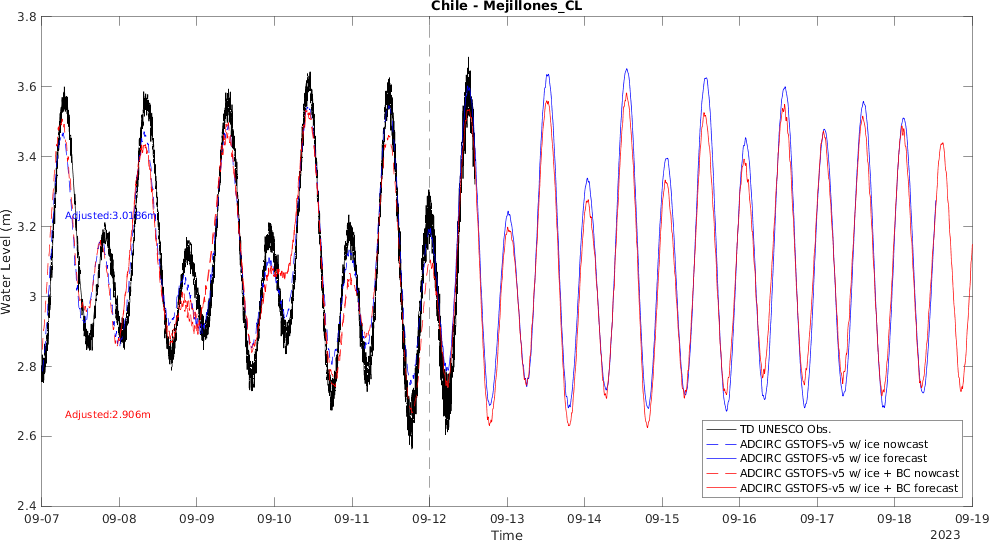 Chile - Mejillones_CL
3.8
3.6
3.4
3.2
3
2.8
2.6
2.4
Water Level (m)
Adjusted:3.0186m
Adjusted:2.906m
TD UNESCO Obs.
ADCIRC GSTOFS-v5 w/ ice nowcast
ADCIRC GSTOFS-v5 w/ ice forecast
ADCIRC GSTOFS-v5 w/ ice + BC nowcast
ADCIRC GSTOFS-v5 w/ ice + BC forecast
09-07 09-08 09-09 09-10 09-11 09-12 09-13 09-14 09-15 09-16 09-17 09-18 09-19
Time
2023